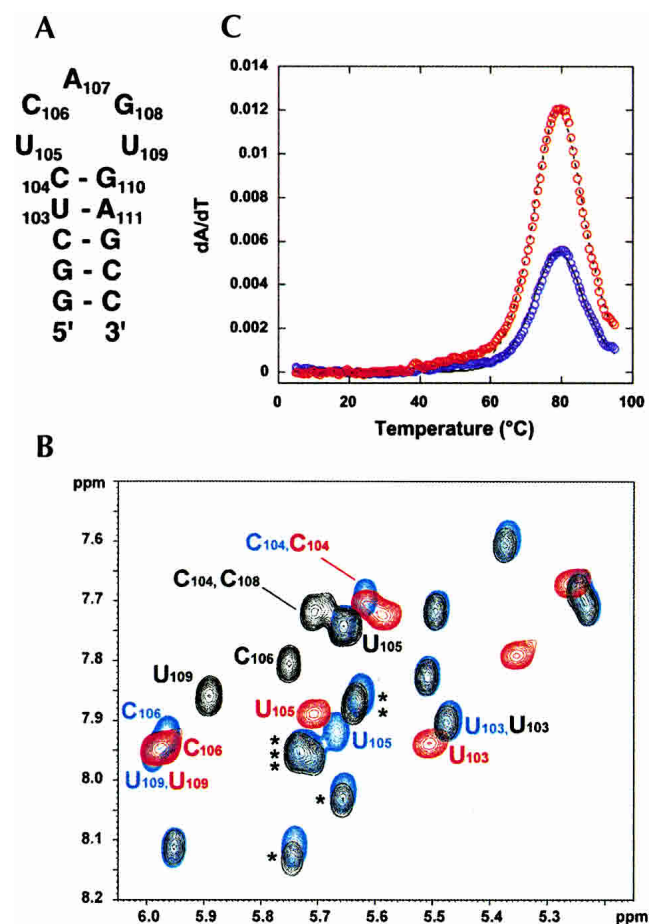 A
A107
C106 G108
U105 U109
104C - G110
103U - A111
C - G
G - C
G - C
5' 3'
C
0.014
0.012
0.01
0.008
0.006
0.004
0.002
0
dA/dT
0 20 40 60 80 100
Temperature (°C)
B
ppm
7.6
7.7
7.8
7.9
8.0
8.1
8.2
C104, C104
C104, C108
U105
C106
U109
C106
U105
U105
C106
U109, U109
U103, U103
U103
*
*
*
*
*
*
*
6.0 5.9 5.8 5.7 5.6 5.5 5.4 5.3 ppm